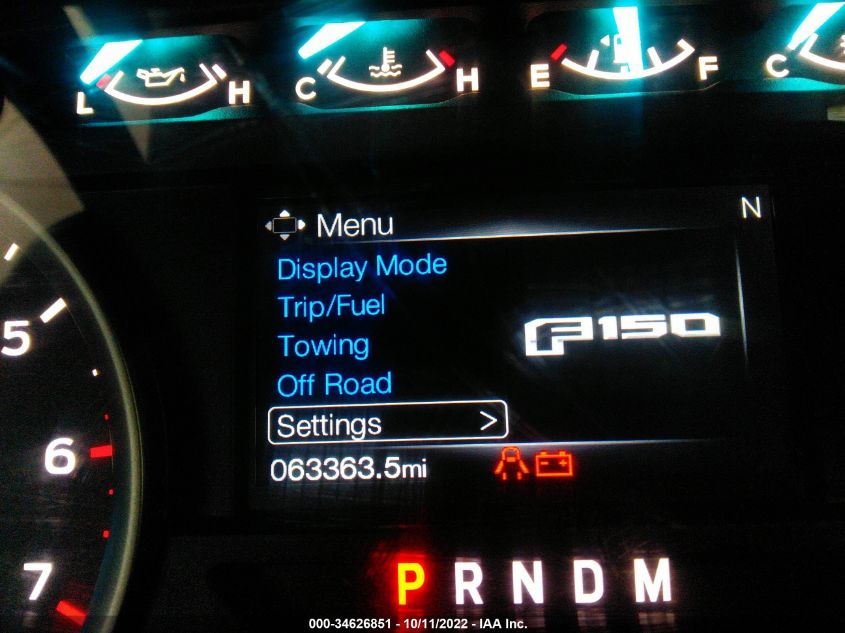 L H C H E F C
Menu N
Display Mode
Trip/Fuel
Towing
Off Road
F150
Settings >
063363.5mi
5
6
7
P R N D M
000-34626851 - 10/11/2022 - IAA Inc.